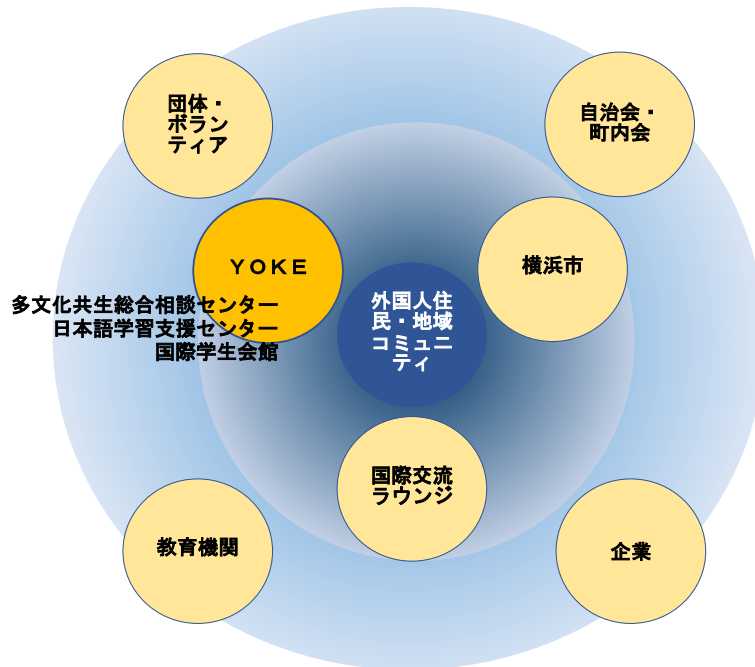 団体・
ボラン
ティア
自治会・
町内会
ＹＯＫＥ
横浜市
多文化共生総合相談センター
日本語学習支援センター
国際学生会館
外国人住
民・地域
コミュニ
ティ
国際交流
ラウンジ
教育機関
企業